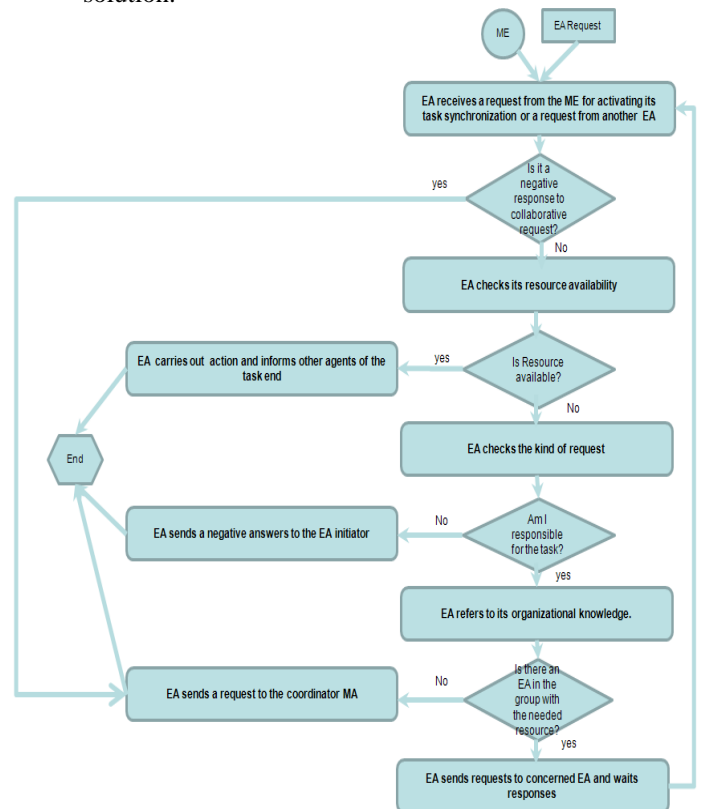 solution.
ME
EA Request
EA receives a request from the ME for activating its
task synchronization or a request from another EA
yes
Is it a
negative
response to
collaborative
request?
No
EA checks its resource availability
EA carries out action and informs other agents of the
task end
yes
Is Resource
available?
No
EA checks the kind of request
End
EA sends a negative answers to the EA initiator
No
Am I
responsible
for the task?
yes
EA refers to its organizational knowledge.
EA sends a request to the coordinator MA
No
Is there an
EA in the
group with
the needed
resource?
yes
EA sends requests to concerned EA and waits
responses